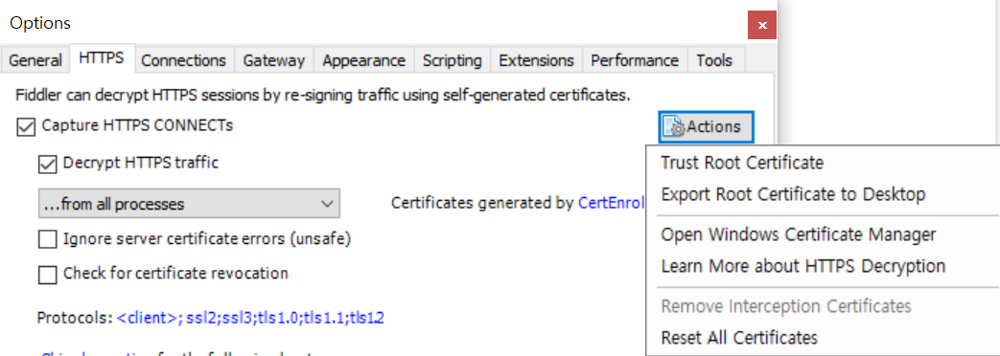 Options
x
General HTTPS Connections Gateway Appearance Scripting Extensions Performance Tools
Fiddler can decrypt HTTPS sessions by re-signing traffic using self-generated certificates.
Capture HTTPS CONNECTs
Actions
Decrypt HTTPS traffic
...from all processes
Certificates generated by CertEnrol
Ignore server certificate errors (unsafe)
Check for certificate revocation
Protocols: <client>; ssl2;ssl3;tls1.0;tls1.1;tls1.2
Trust Root Certificate
Export Root Certificate to Desktop
Open Windows Certificate Manager
Learn More about HTTPS Decryption
Remove Interception Certificates
Reset All Certificates